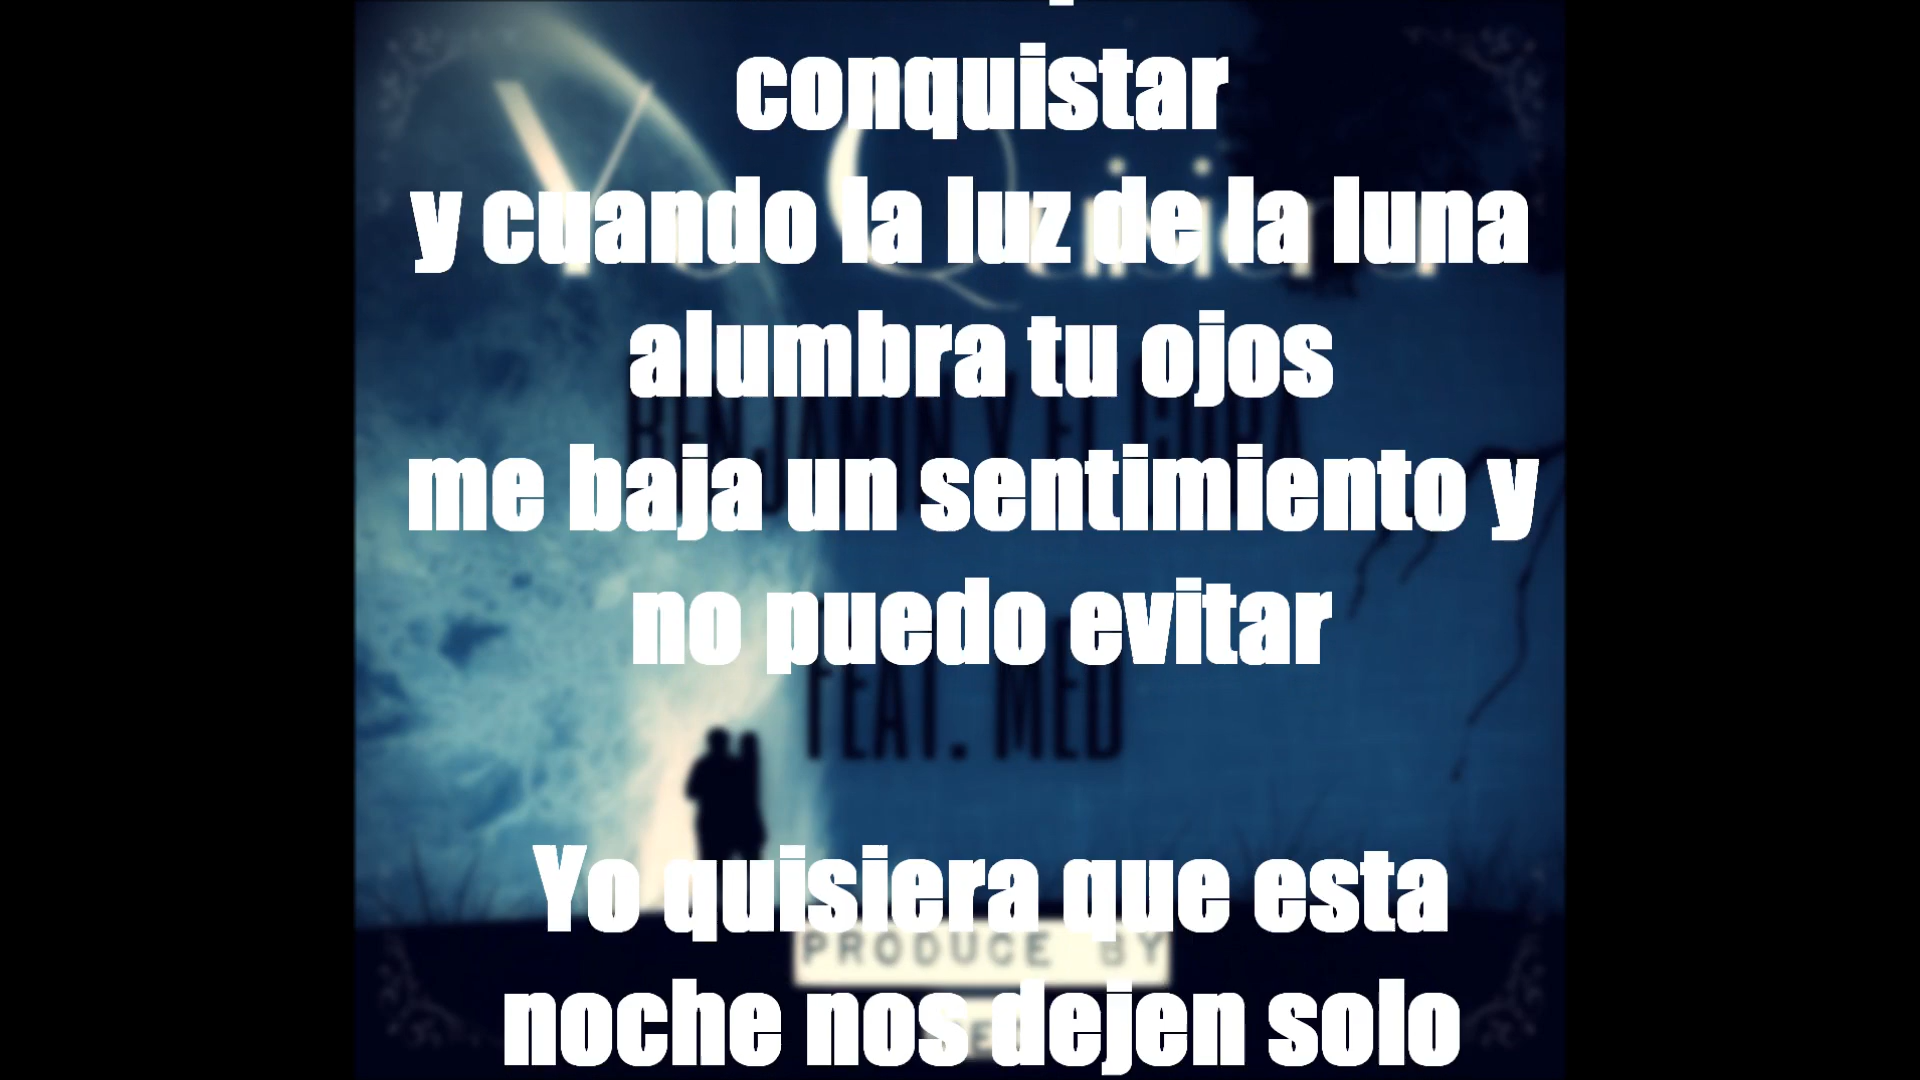 conquistar
y cuando la luz de la luna
alumbra tu ojos
me baja un sentimiento y
no puedo evitar
FEAT. MED
Yo quisiera que esta
PRODUCE BY
noche nos dejen solo